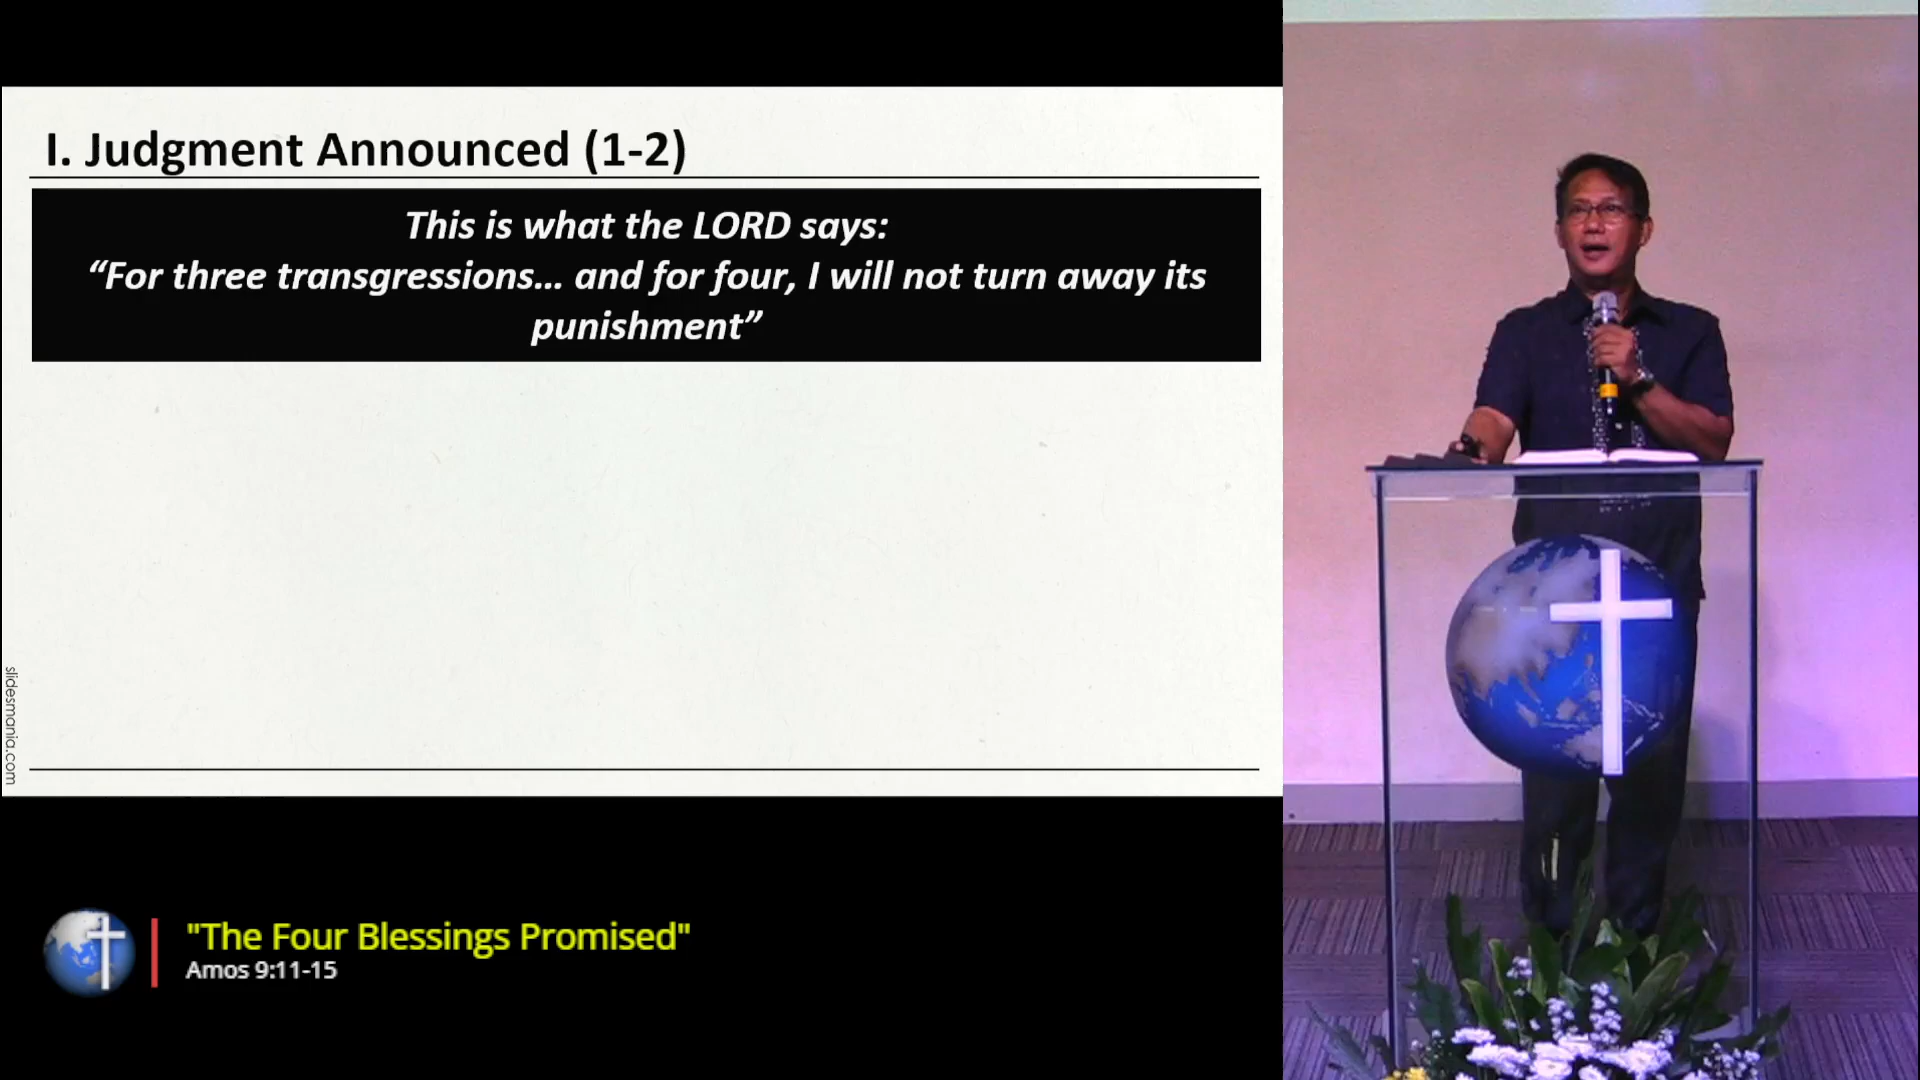 I. Judgment Announced (1-2)
This is what the LORD says:
“For three transgressions... and for four, I will not turn away its
punishment”
slidesmania.com
"The Four Blessings Promised"
Amos 9:11-15